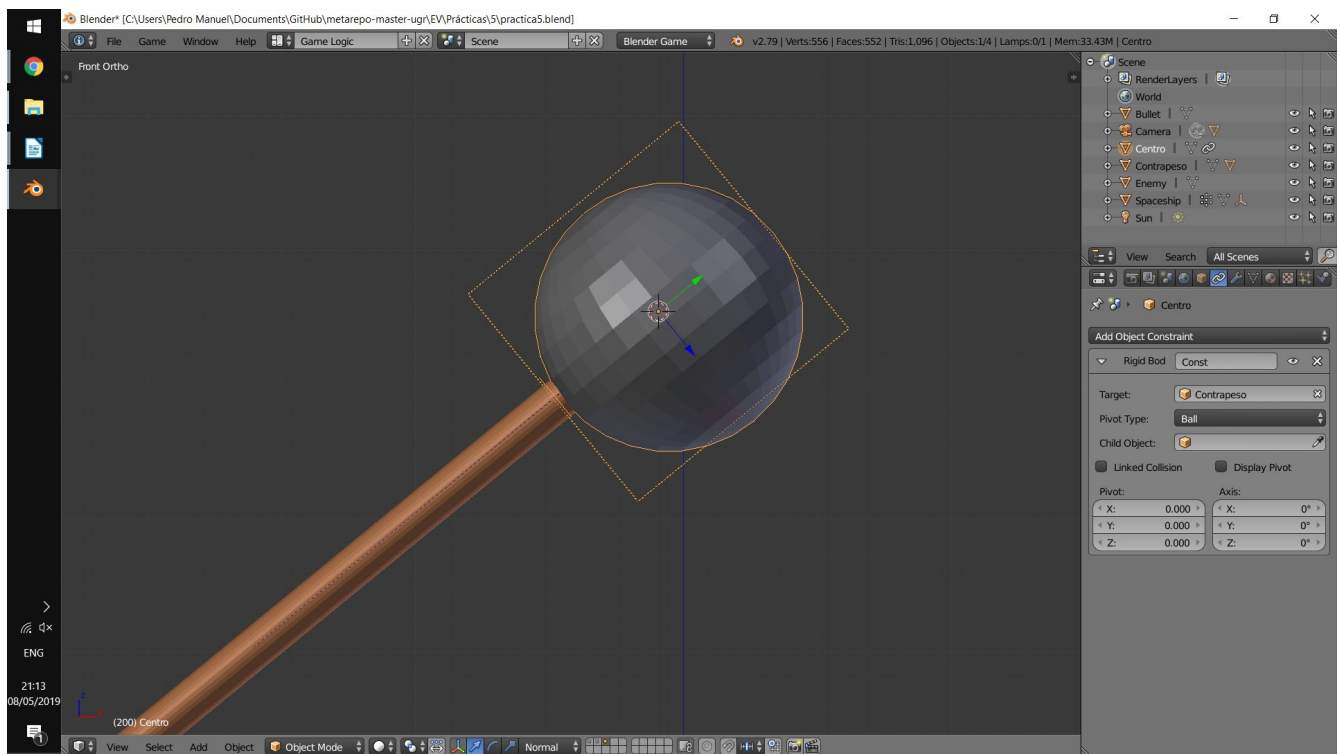 Blender* [C:\Users\Pedro Manuel\Documents\GitHub\metarepo-master-ugr\EV\Prácticas\5\practica5.blend]
File Game Window Help Game Logic Scene Blender Game v2.79 | Verts:556 | Faces:552 | Tris:1,096 | Objects:1/4 | Lamps:0/1 | Mem:33.43M | Centro
Front Ortho
Scene
RenderLayers |
World
Bullet |
Camera |
Centro |
Contrapeso |
Enemy |
Spaceship |
Sun |
View Search All Scenes
Centro
Add Object Constraint
Rigid Bod Const
Target: Contrapeso
Pivot Type: Ball
Child Object:
Linked Collision Display Pivot
Pivot: Axis:
X: 0.000 X: 0°
Y: 0.000 Y: 0°
Z: 0.000 Z: 0°
ENG
21:13
08/05/2019
1
z
x
(200) Centro
View Select Add Object Object Mode Normal